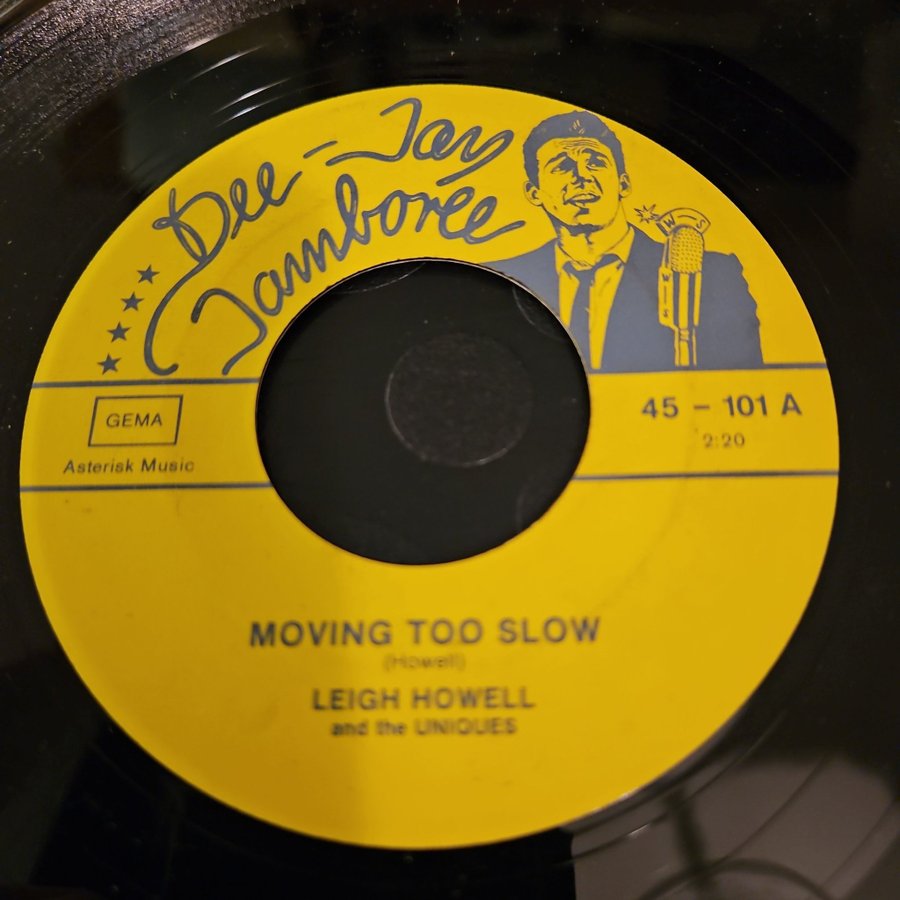 Dee-Jay
Jamboree
W-I-S
W
I
S
GEMA
Asterisk Music
45 - 101 A
2:20
MOVING TOO SLOW
(Howell)
LEIGH HOWELL
and the UNIQUES